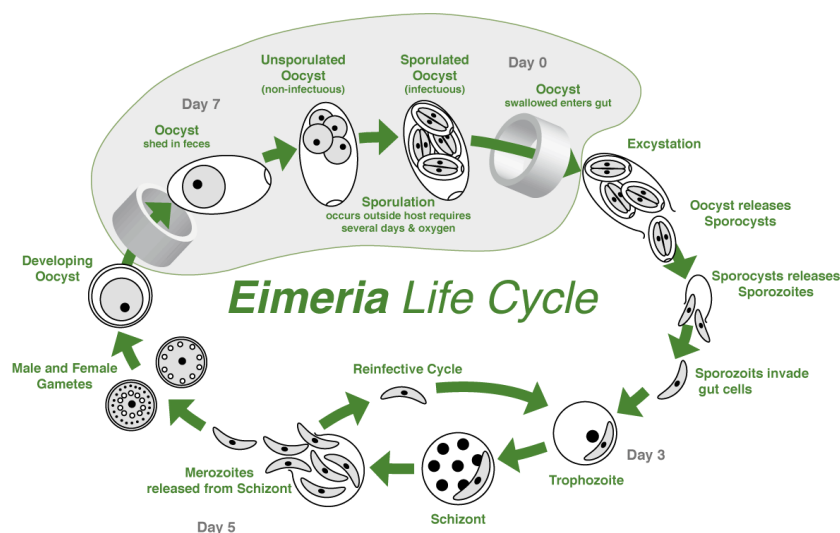 Unsporulated
Oocyst
(non-infectuous)
Sporulated
Oocyst
(infectuous)
Day 0
Oocyst
swallowed enters gut
Day 7
Oocyst
shed in feces
Excystation
Sporulation
occurs outside host requires
several days & oxygen
Oocyst releases
Sporocysts
Developing
Oocyst
Sporocysts releases
Sporozoites
Eimeria Life Cycle
Male and Female
Gametes
Reinfective Cycle
Sporozoits invade
gut cells
Day 3
Trophozoite
Merozoites
released from Schizont
Schizont
Day 5